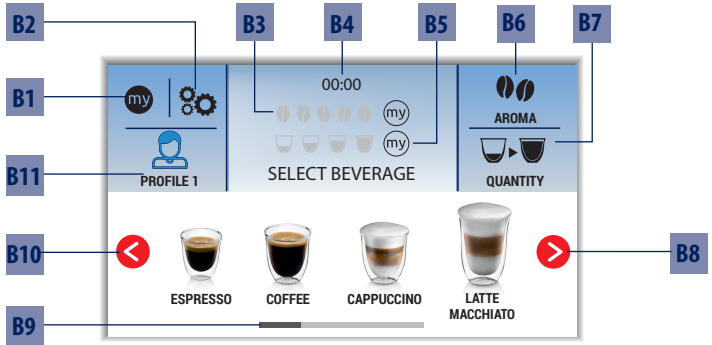 B2
B3
B4
B5
B6
B7
B1
my
00:00
my
AROMA
my
B11
PROFILE 1
SELECT BEVERAGE
QUANTITY
B10
B8
ESPRESSO
COFFEE
CAPPUCCINO
LATTE
MACCHIATO
B9